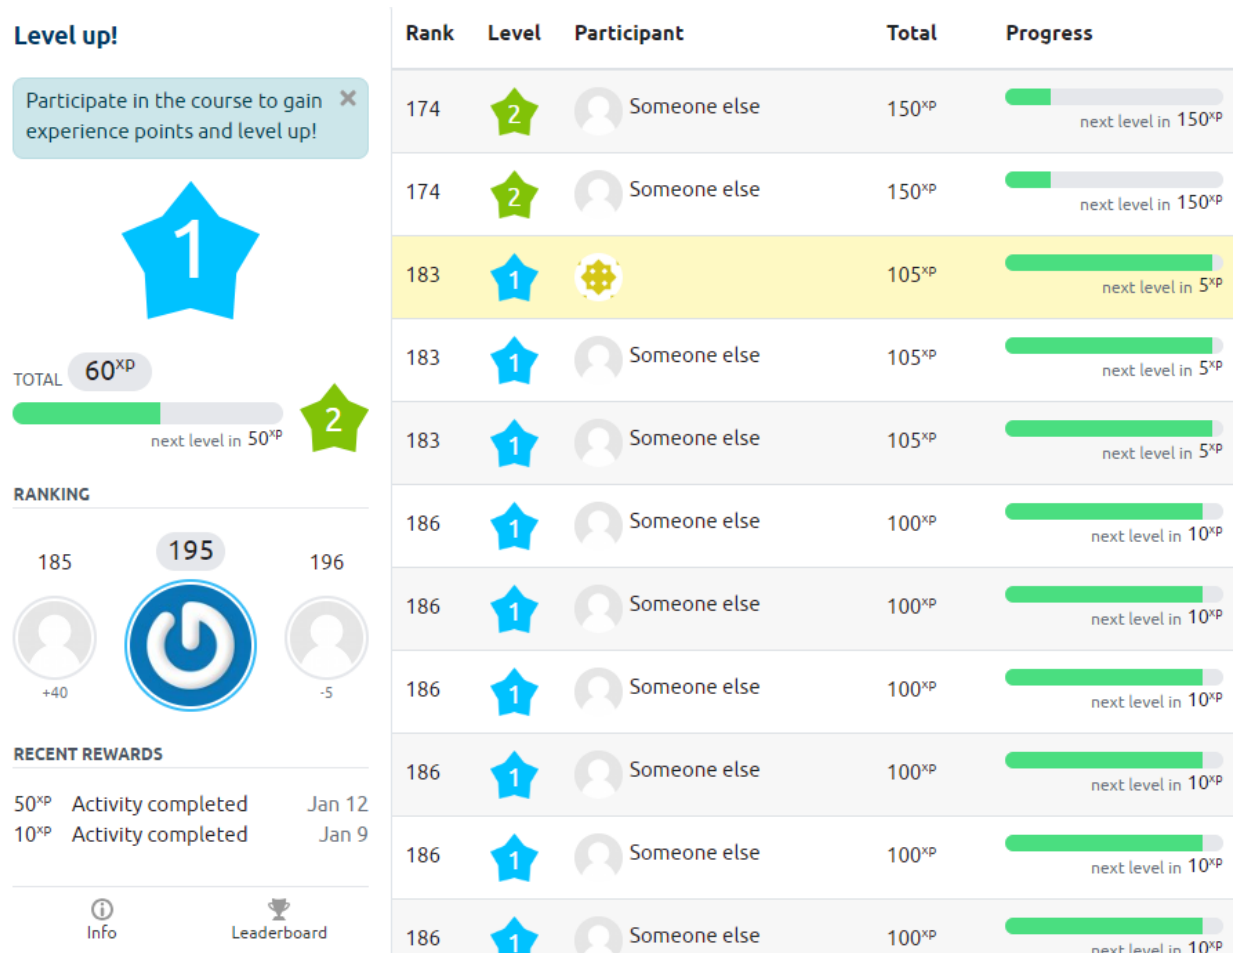 Level up!
Participate in the course to gain
experience points and level up!
1
TOTAL 60xp
2
next level in 50xp
RANKING
185 195 196
+40 -5
RECENT REWARDS
50xp Activity completed Jan 12
10xp Activity completed Jan 9
Info Leaderboard
Rank Level Participant Total Progress
174 2 Someone else 150xp
next level in 150xp
174 2 Someone else 150xp
next level in 150xp
183 1 105xp
next level in 5xp
183 1 Someone else 105xp
next level in 5xp
183 1 Someone else 105xp
next level in 5xp
186 1 Someone else 100xp
next level in 10xp
186 1 Someone else 100xp
next level in 10xp
186 1 Someone else 100xp
next level in 10xp
186 1 Someone else 100xp
next level in 10xp
186 1 Someone else 100xp
next level in 10xp
186 1 Someone else 100xp
next level in 10xp